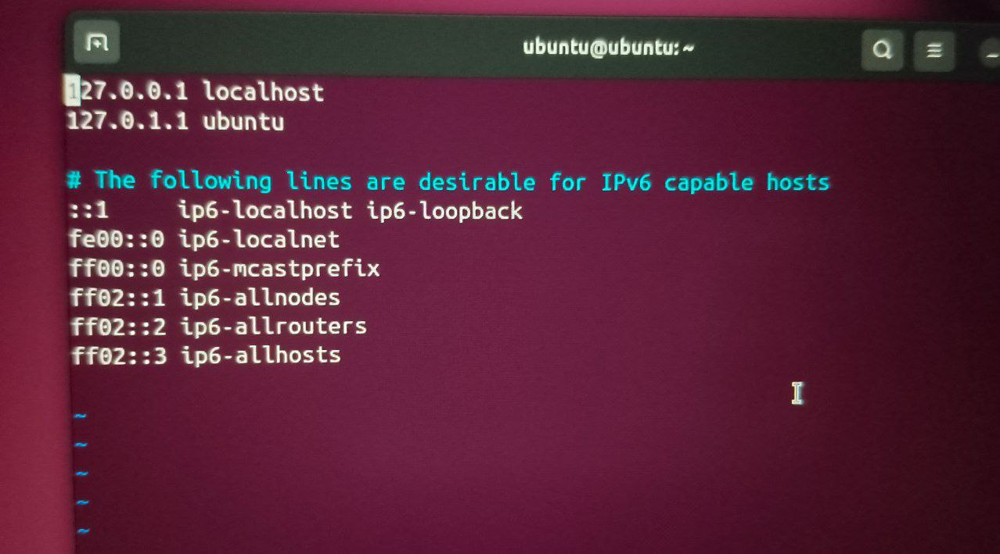 ubuntu@ubuntu: ~
127.0.0.1 localhost
127.0.1.1 ubuntu
# The following lines are desirable for IPv6 capable hosts
::1     ip6-localhost ip6-loopback
fe00::0 ip6-localnet
ff00::0 ip6-mcastprefix
ff02::1 ip6-allnodes
ff02::2 ip6-allrouters
ff02::3 ip6-allhosts
~
~
~
~
~